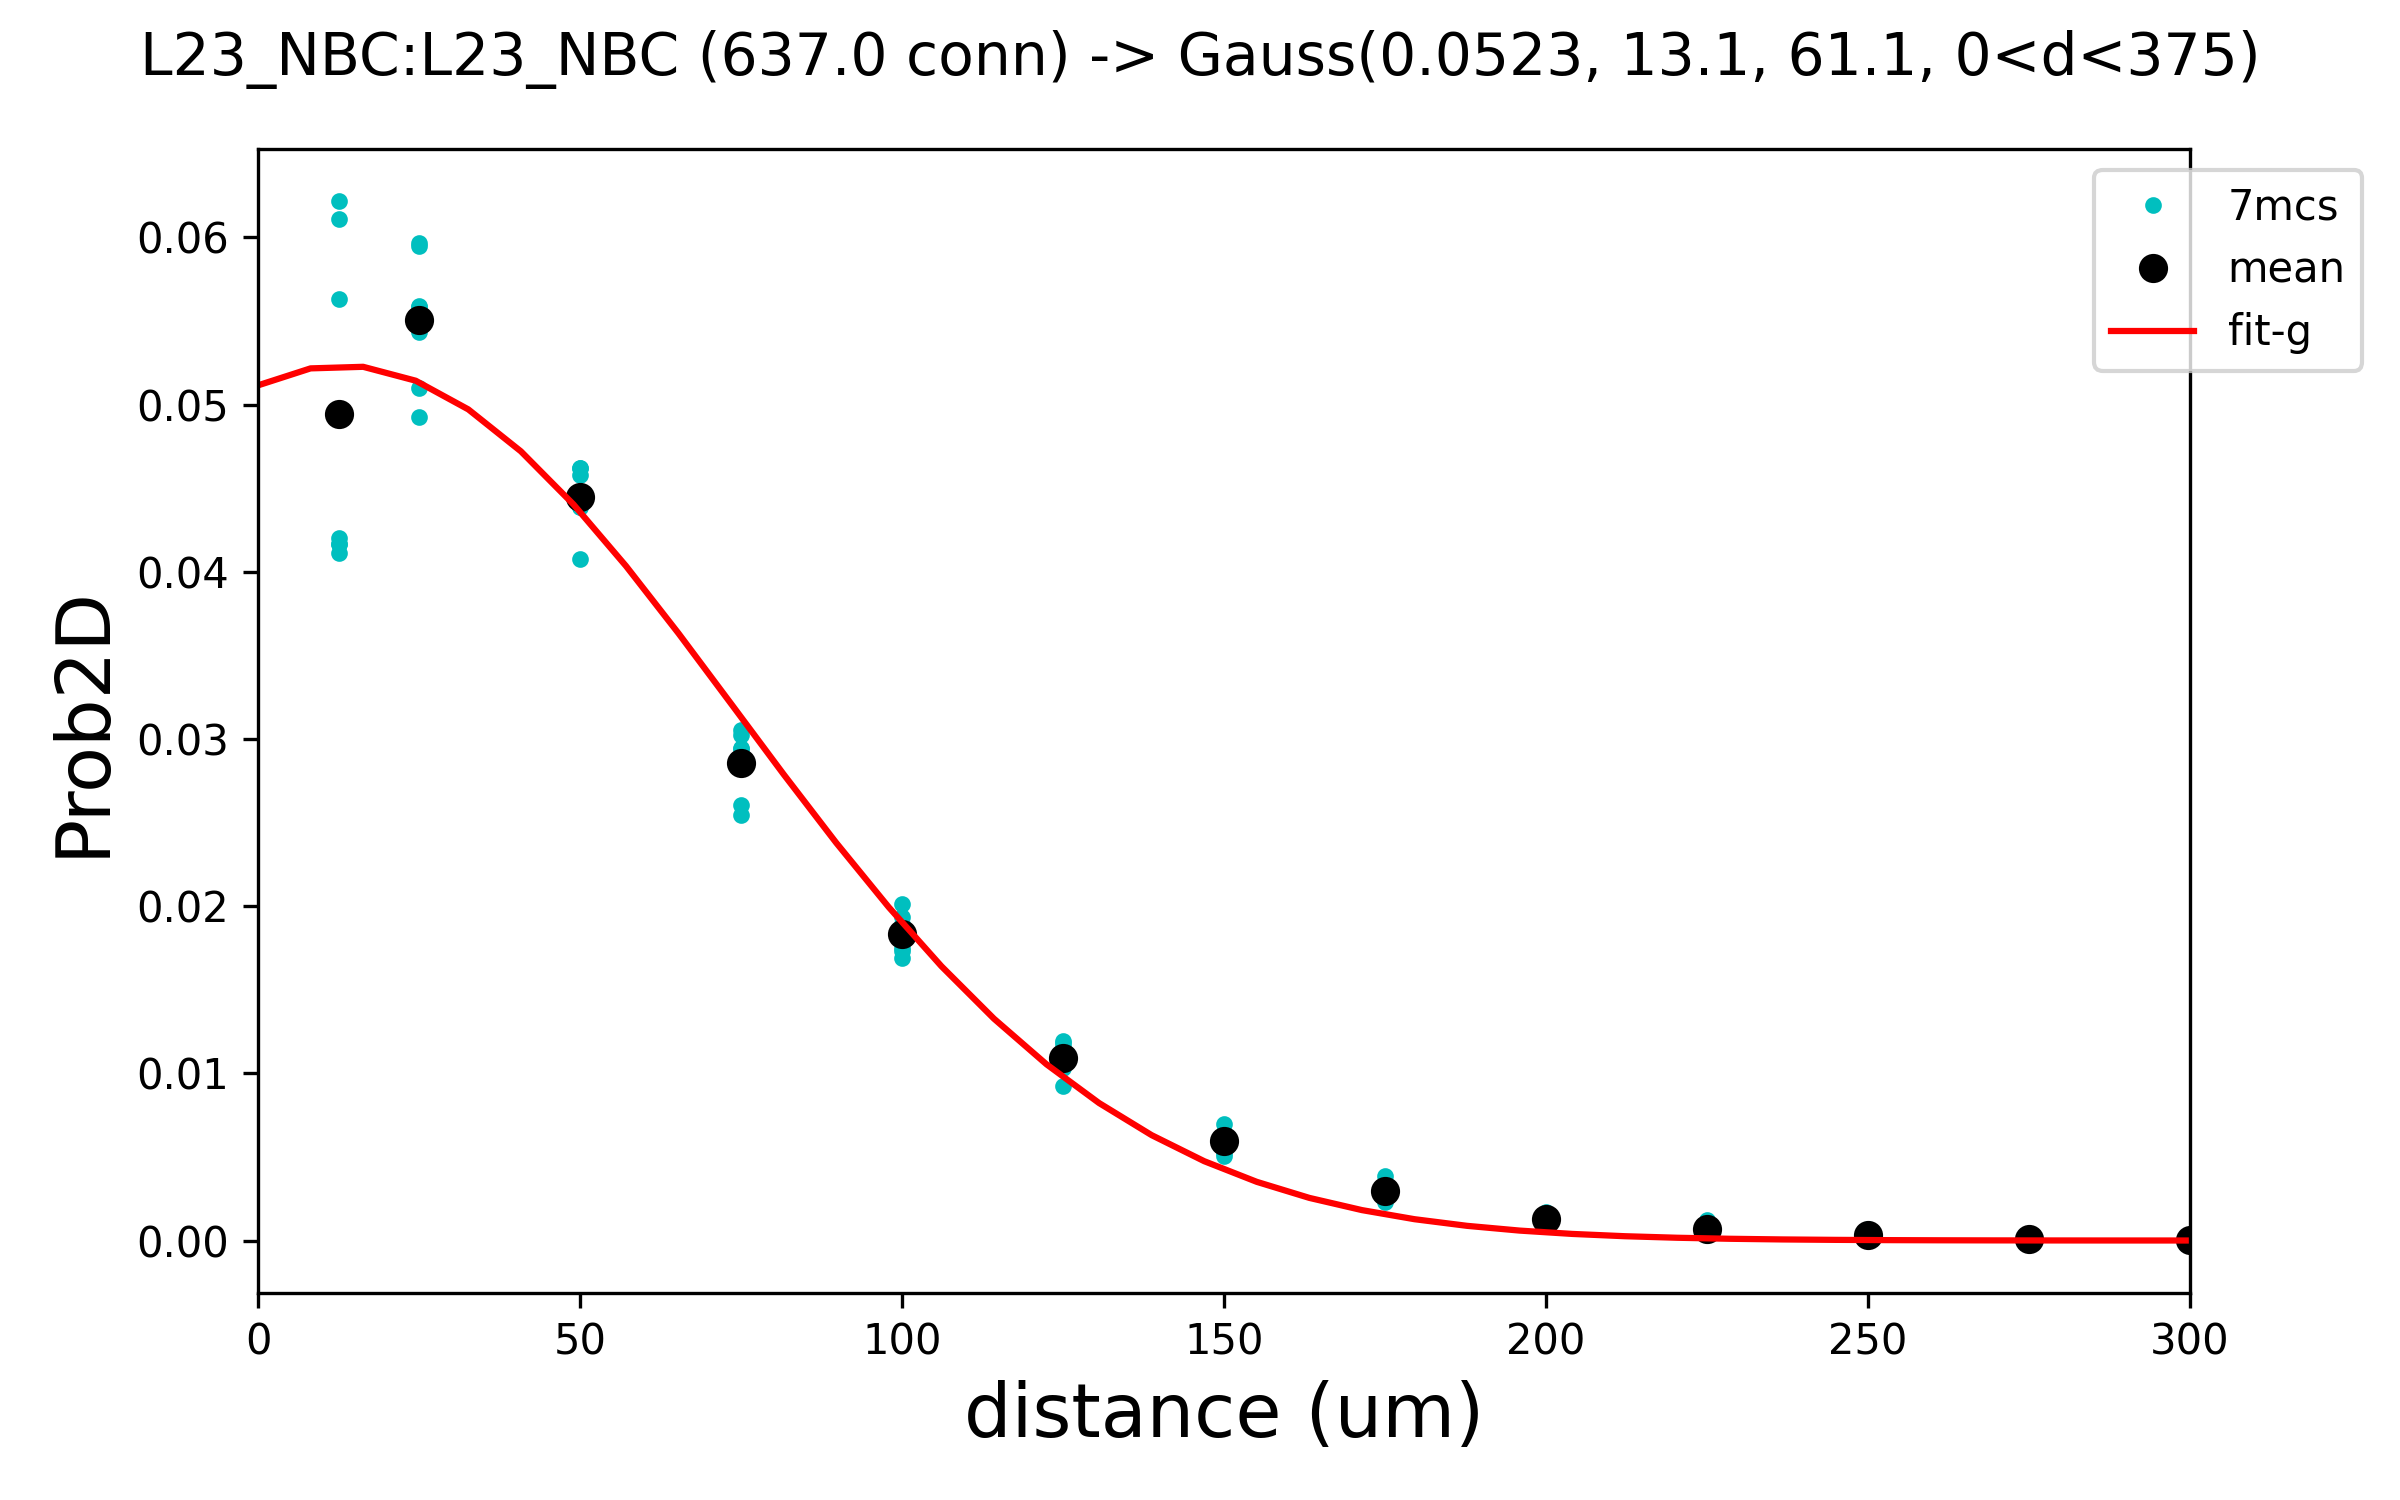 L23_NBC:L23_NBC (637.0 conn) -> Gauss(0.0523, 13.1, 61.1, 0<d<375)
7mcs
mean
fit-g
0.06
0.05
0.04
0.03
0.02
0.01
0.00
Prob2D
0 50 100 150 200 250 300
distance (um)